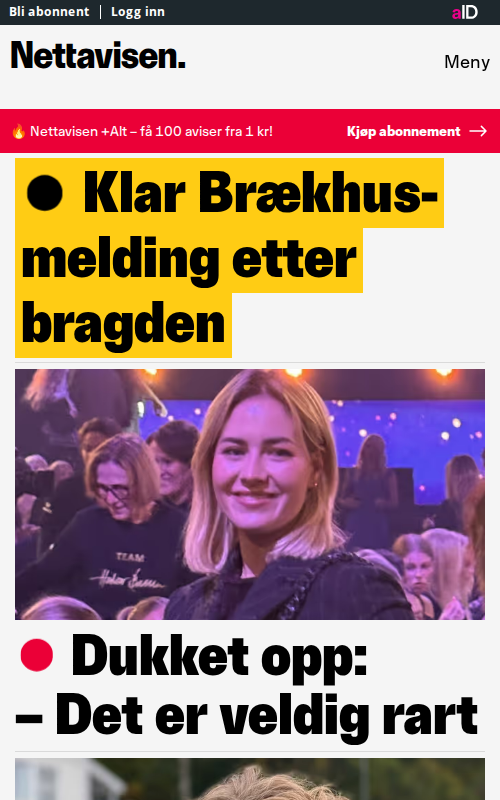 Bli abonnent | Logg inn
aID
Nettavisen.
Meny
🔥 Nettavisen +Alt – få 100 aviser fra 1 kr!
Kjøp abonnement →
Klar Brækhus-
melding etter
bragden
TEAM
Dukket opp:
– Det er veldig rart